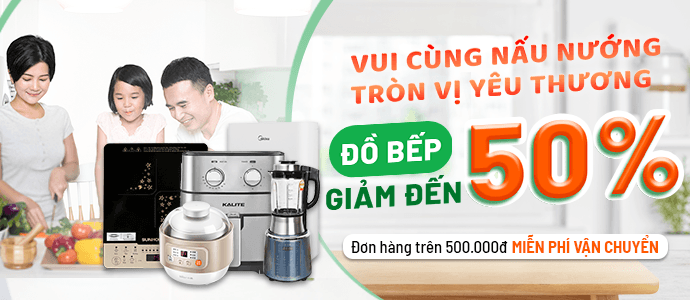 VUI CÙNG NẤU NƯỚNG
TRÒN VỊ YÊU THƯƠNG
ĐỒ BẾP
GIẢM ĐẾN
50%
Đơn hàng trên 500.000đ MIỄN PHÍ VẬN CHUYỂN
Midea
KALITE